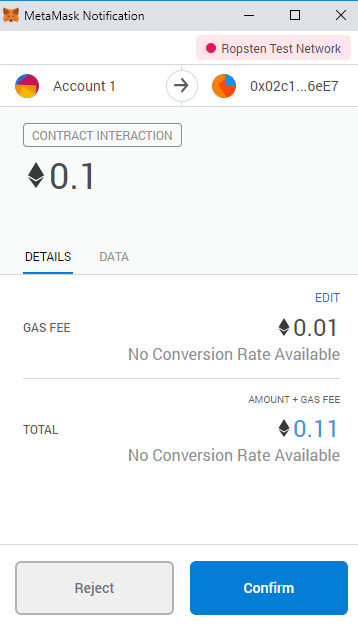 MetaMask Notification
Ropsten Test Network
Account 1 0x02c1...6eE7
CONTRACT INTERACTION
0.1
DETAILS DATA
EDIT
GAS FEE 0.01
No Conversion Rate Available
AMOUNT + GAS FEE
TOTAL 0.11
No Conversion Rate Available
Reject Confirm